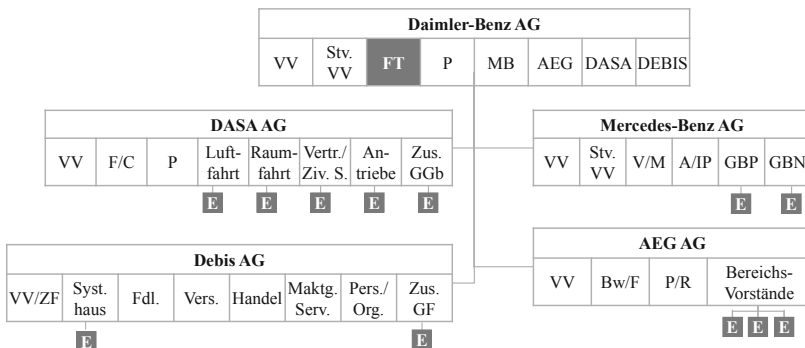 Daimler-Benz AG
VV Stv. VV FT P MB AEG DASA DEBIS
DASA AG
VV F/C P Luft- fahrt Raum- fahrt Vertr./ Ziv. S. An- triebe Zus. GGb
E E E E E
Mercedes-Benz AG
VV Stv. VV V/M A/IP GBP GBN
E E
Debis AG
VV/ZF Syst. haus Fdl. Vers. Handel Maktg. Serv. Pers./ Org. Zus. GF
E E
AEG AG
VV Bw/F P/R Bereichs- Vorstände
E E E